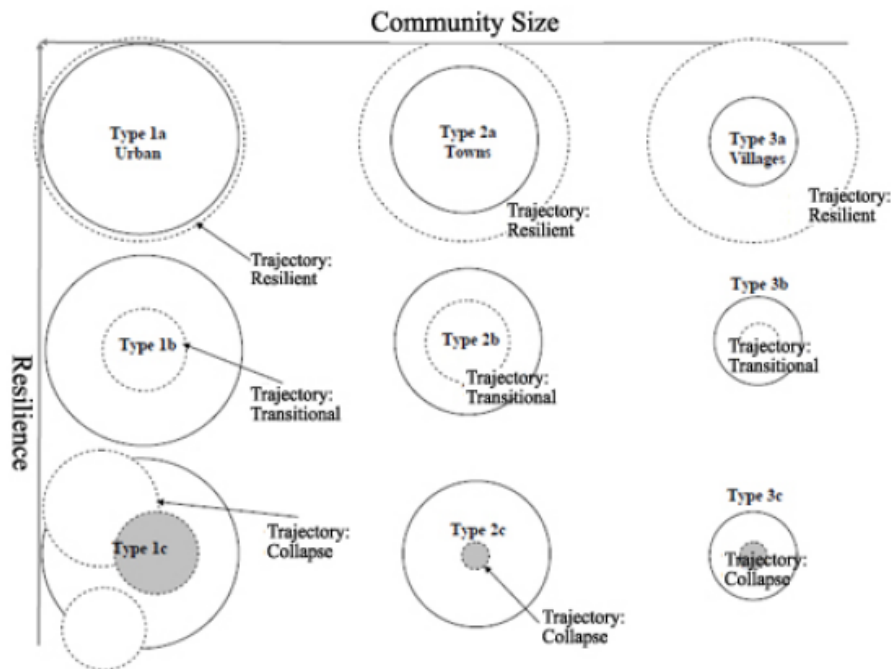 Community Size
Type 1a
Urban
Type 2a
Towns
Type 3a
Villages
Trajectory:
Resilient
Trajectory:
Resilient
Trajectory:
Resilient
Resilience
Type 1b
Trajectory:
Transitional
Type 2b
Trajectory:
Transitional
Type 3b
Trajectory:
Transitional
Type 1c
Trajectory:
Collapse
Type 2c
Trajectory:
Collapse
Type 3c
Trajectory:
Collapse